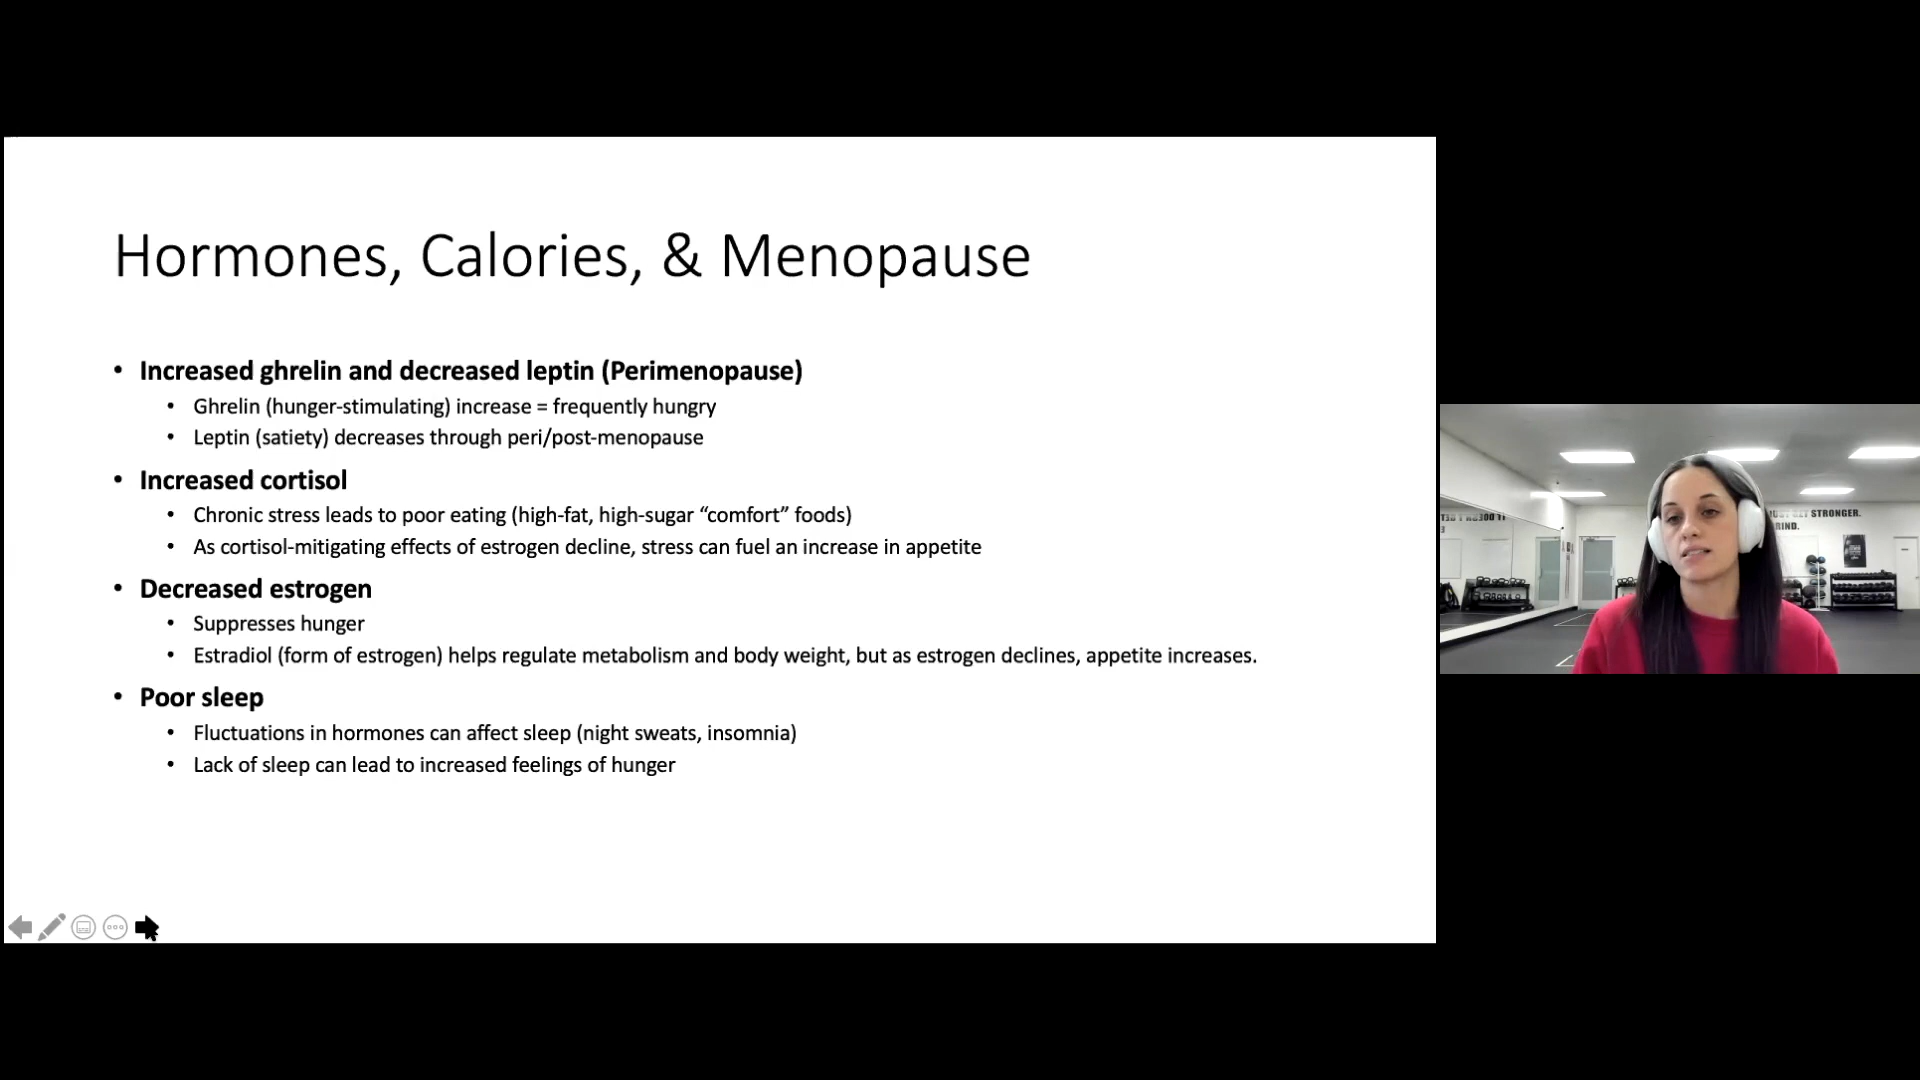 Hormones, Calories, & Menopause
• Increased ghrelin and decreased leptin (Perimenopause)
• Ghrelin (hunger-stimulating) increase = frequently hungry
• Leptin (satiety) decreases through peri/post-menopause
• Increased cortisol
• Chronic stress leads to poor eating (high-fat, high-sugar “comfort” foods)
• As cortisol-mitigating effects of estrogen decline, stress can fuel an increase in appetite
• Decreased estrogen
• Suppresses hunger
• Estradiol (form of estrogen) helps regulate metabolism and body weight, but as estrogen declines, appetite increases.
• Poor sleep
• Fluctuations in hormones can affect sleep (night sweats, insomnia)
• Lack of sleep can lead to increased feelings of hunger
STRONGER.